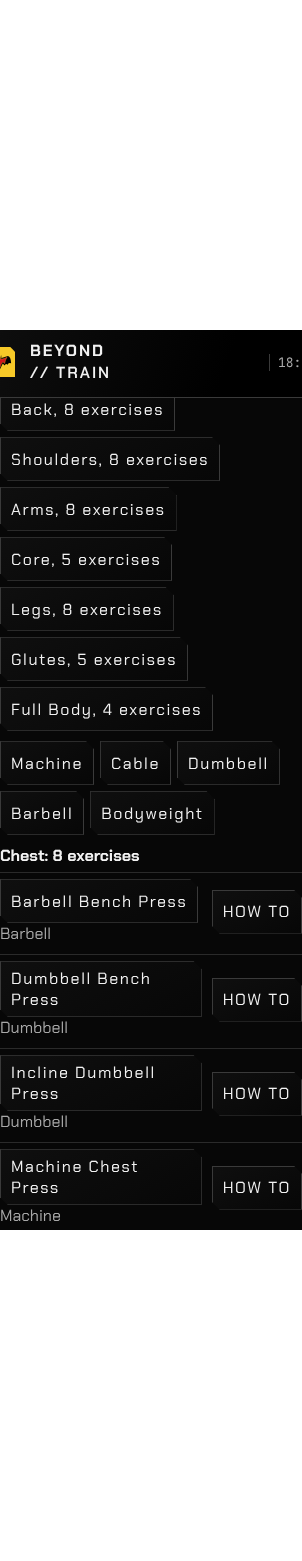 BEYOND
// TRAIN
18:
Back, 8 exercises
Shoulders, 8 exercises
Arms, 8 exercises
Core, 5 exercises
Legs, 8 exercises
Glutes, 5 exercises
Full Body, 4 exercises
Machine Cable Dumbbell
Barbell Bodyweight
Chest: 8 exercises
Barbell Bench Press
HOW TO
Barbell
Dumbbell Bench
Press
HOW TO
Dumbbell
Incline Dumbbell
Press
HOW TO
Dumbbell
Machine Chest
Press
HOW TO
Machine